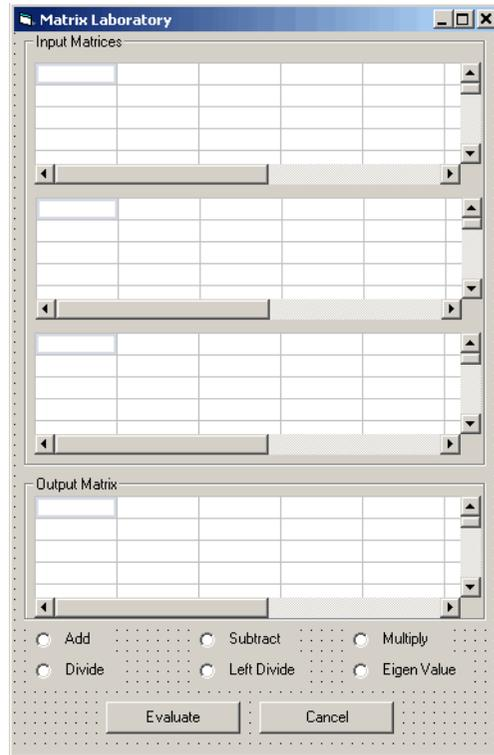 Matrix Laboratory
Input Matrices
Output Matrix
Add Subtract Multiply
Divide Left Divide Eigen Value
Evaluate Cancel